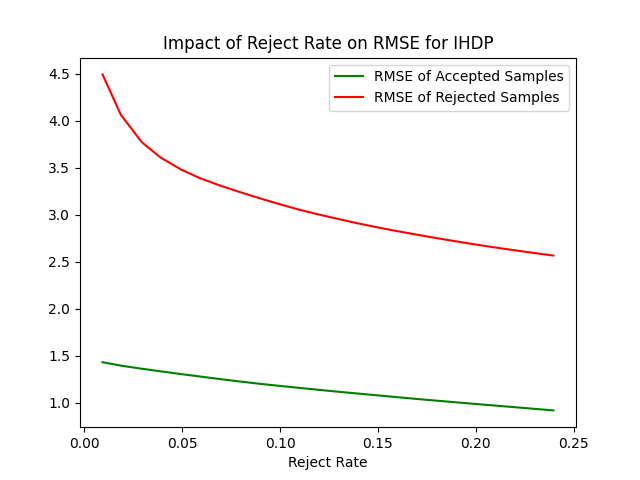 Impact of Reject Rate on RMSE for IHDP
RMSE of Accepted Samples
RMSE of Rejected Samples
4.5
4.0
3.5
3.0
2.5
2.0
1.5
1.0
0.00 0.05 0.10 0.15 0.20 0.25
Reject Rate